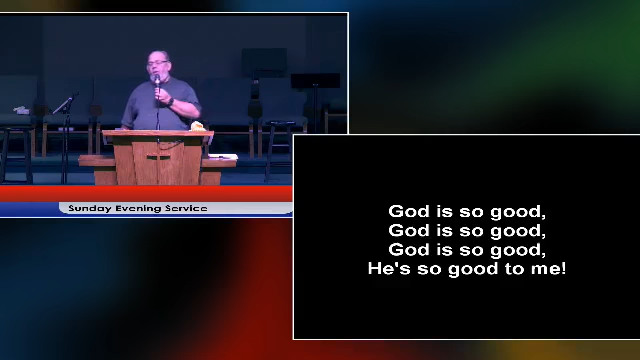 Sunday Evening Service
God is so good,
God is so good,
God is so good,
He's so good to me!